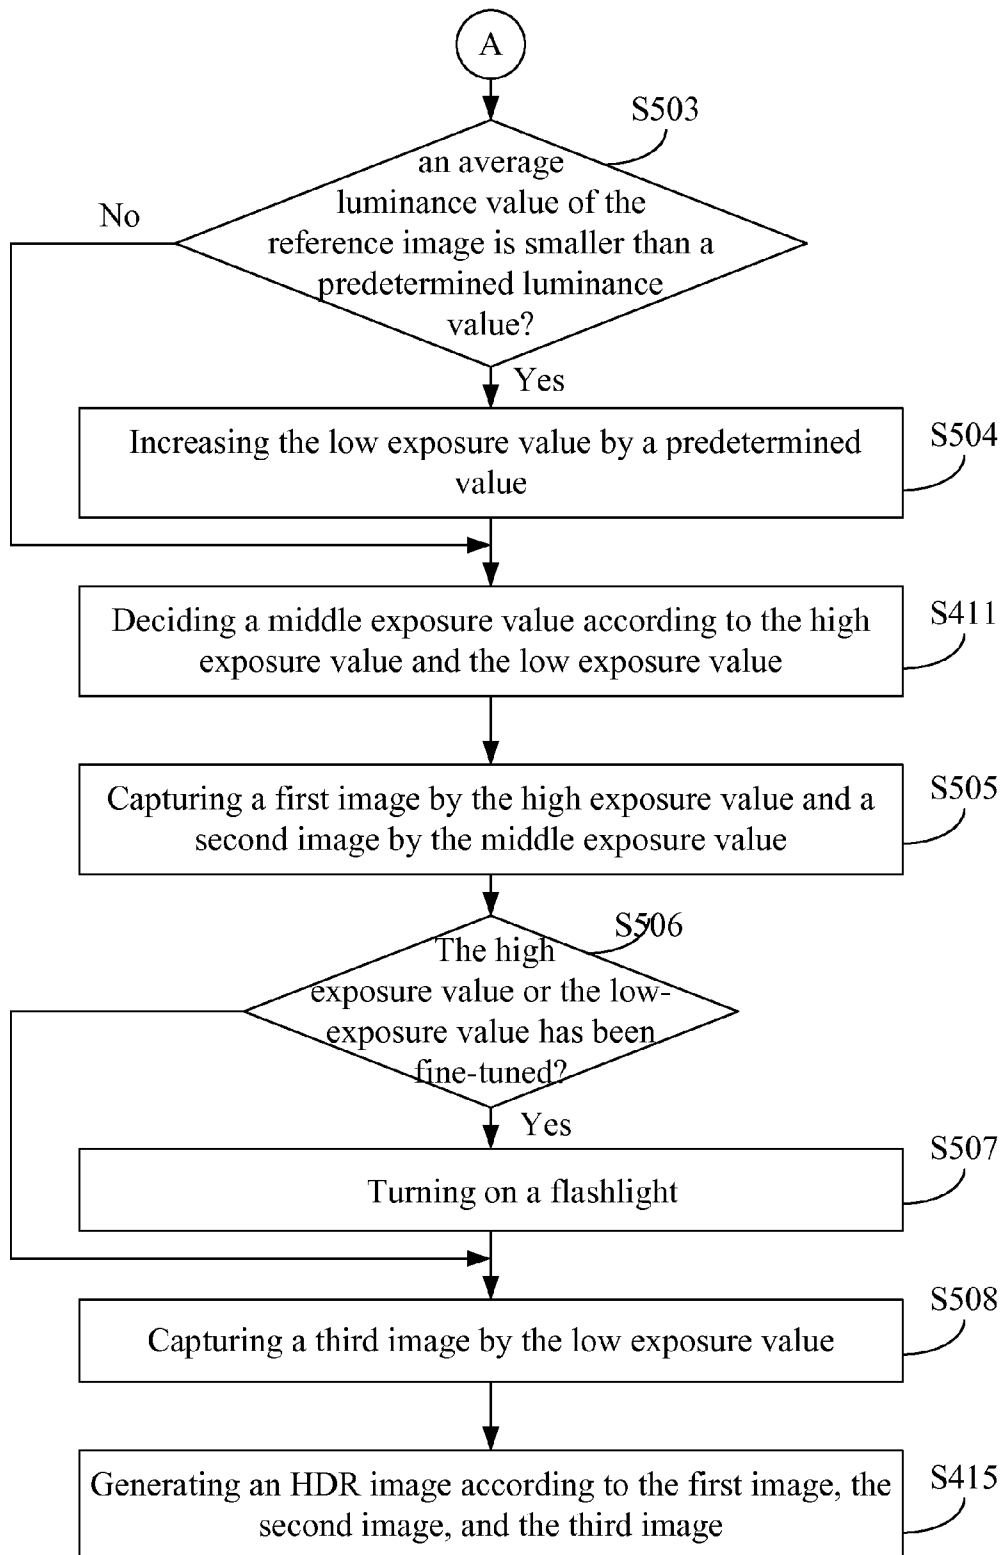 A
S503
an average
luminance value of the
reference image is smaller than a
predetermined luminance
value?
No
Yes
Increasing the low exposure value by a predetermined
value
S504
Deciding a middle exposure value according to the high
exposure value and the low exposure value
S411
Capturing a first image by the high exposure value and a
second image by the middle exposure value
S505
S506
The high
exposure value or the low-
exposure value has been
fine-tuned?
Yes
Turning on a flashlight
S507
Capturing a third image by the low exposure value
S508
Generating an HDR image according to the first image, the
second image, and the third image
S415